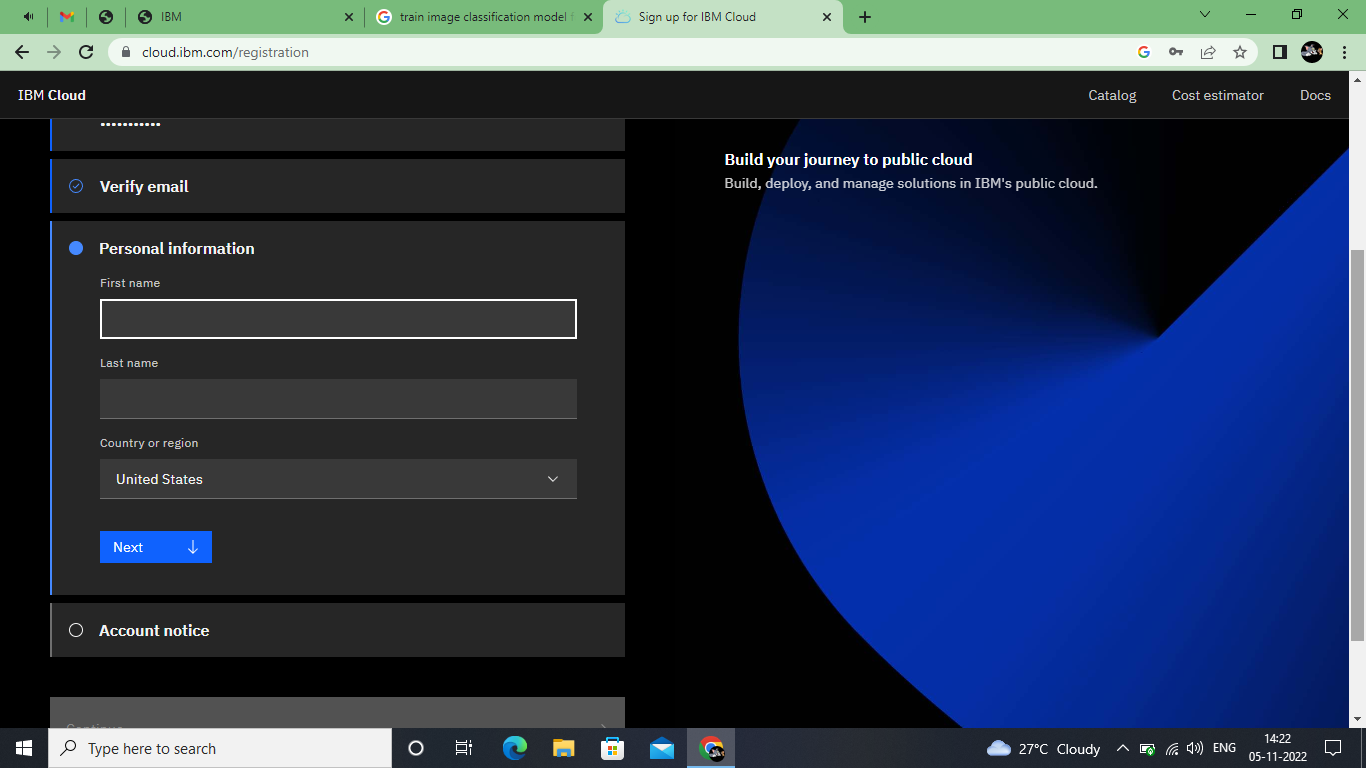 IBM
train image classification model f
Sign up for IBM Cloud
cloud.ibm.com/registration
IBM Cloud
Catalog
Cost estimator
Docs
•••••••••••
Verify email
Personal information
First name
Last name
Country or region
United States
Next
Account notice
Continue
Build your journey to public cloud
Build, deploy, and manage solutions in IBM's public cloud.
Type here to search
27°C Cloudy
ENG
14:22
05-11-2022